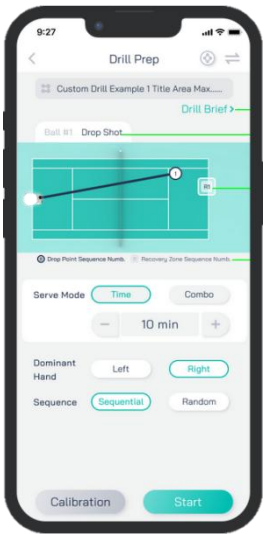 9:27
Drill Prep
Custom Drill Example 1 Title Area Max......
Drill Brief >
Ball #1 Drop Shot
1
R1
Drop Point Sequence Numb. Recovery Zone Sequence Numb.
Serve Mode Time Combo
− 10 min +
Dominant Hand Left Right
Sequence Sequential Random
Calibration Start